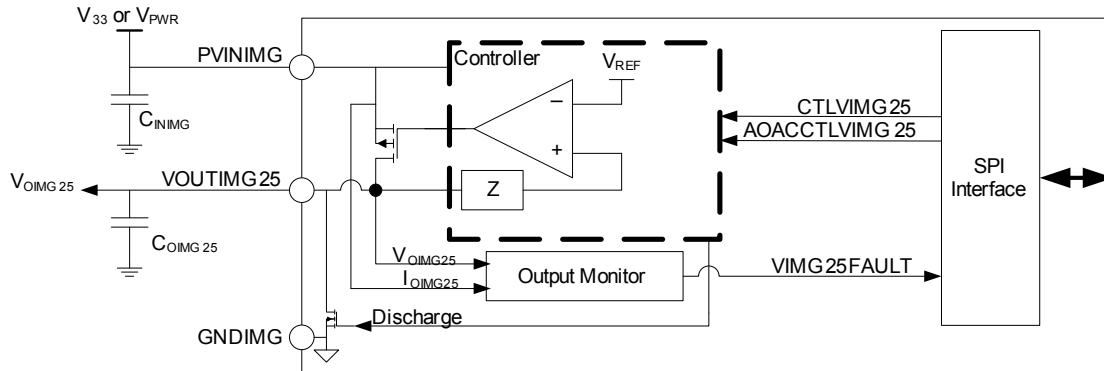 V33 or VPWR
PVINIMG
Controller
VREF
CINIMG
−
+
CTLVIMG25
AOACCTLVIMG25
SPI
Interface
VOIMG25
VOUTIMG25
Z
COIMG25
VOIMG25
IOIMG25
Output Monitor
VIMG25FAULT
Discharge
GNDIMG